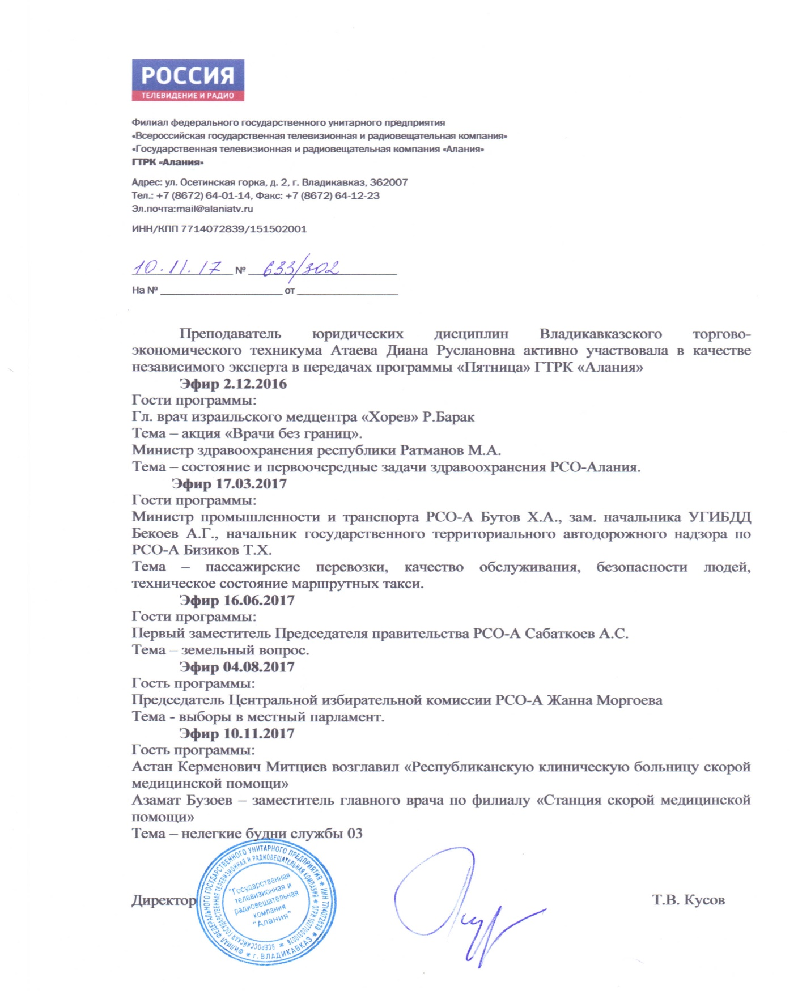 РОССИЯ
ТЕЛЕВИДЕНИЕ И РАДИО
Филиал федерального государственного унитарного предприятия
«Всероссийская государственная телевизионная и радиовещательная компания»
«Государственная телевизионная и радиовещательная компания «Алания»
ГТРК «Алания»
Адрес: ул. Осетинская горка, д. 2, г. Владикавказ, 362007
Тел.: +7 (8672) 64-01-14, Факс: +7 (8672) 64-12-23
Эл.почта:mail@alaniatv.ru
ИНН/КПП 7714072839/151502001
10.11.17 № 633/302
На № от
Преподаватель юридических дисциплин Владикавказского торгово-
экономического техникума Атаева Диана Руслановна активно участвовала в качестве
независимого эксперта в передачах программы «Пятница» ГТРК «Алания»
Эфир 2.12.2016
Гости программы:
Гл. врач израильского медцентра «Хорев» Р.Барак
Тема – акция «Врачи без границ».
Министр здравоохранения республики Ратманов М.А.
Тема – состояние и первоочередные задачи здравоохранения РСО-Алания.
Эфир 17.03.2017
Гости программы:
Министр промышленности и транспорта РСО-А Бутов Х.А., зам. начальника УГИБДД
Бекоев А.Г., начальник государственного территориального автодорожного надзора по
РСО-А Бизиков Т.Х.
Тема – пассажирские перевозки, качество обслуживания, безопасности людей,
техническое состояние маршрутных такси.
Эфир 16.06.2017
Гости программы:
Первый заместитель Председателя правительства РСО-А Сабаткоев А.С.
Тема – земельный вопрос.
Эфир 04.08.2017
Гость программы:
Председатель Центральной избирательной комиссии РСО-А Жанна Моргоева
Тема - выборы в местный парламент.
Эфир 10.11.2017
Гость программы:
Астан Керменович Митциев возглавил «Республиканскую клиническую больницу скорой
медицинской помощи»
Азамат Бузоев – заместитель главного врача по филиалу «Станция скорой медицинской
помощи»
Тема – нелегкие будни службы 03
Директор Т.В. Кусов
ФИЛИАЛ ФЕДЕРАЛЬНОГО ГОСУДАРСТВЕННОГО УНИТАРНОГО ПРЕДПРИЯТИЯ * ИНН 7714072839 * г. ВЛАДИКАВКАЗ *
ВСЕРОССИЙСКАЯ ГОСУДАРСТВЕННАЯ ТЕЛЕВИЗИОННАЯ И РАДИОВЕЩАТЕЛЬНАЯ КОМПАНИЯ * ОГРН
"Государственная
телевизионная и
радиовещательная
компания
"Алания"